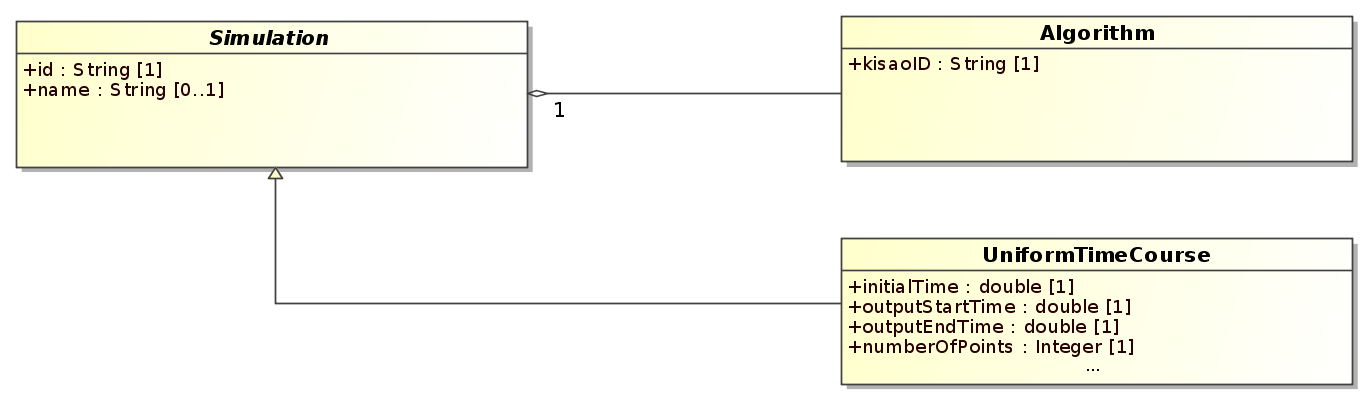 Simulation
+id : String [1]
+name : String [0..1]
1
Algorithm
+kisaoID : String [1]
UniformTimeCourse
+initialTime : double [1]
+outputStartTime : double [1]
+outputEndTime : double [1]
+numberOfPoints : Integer [1]
...